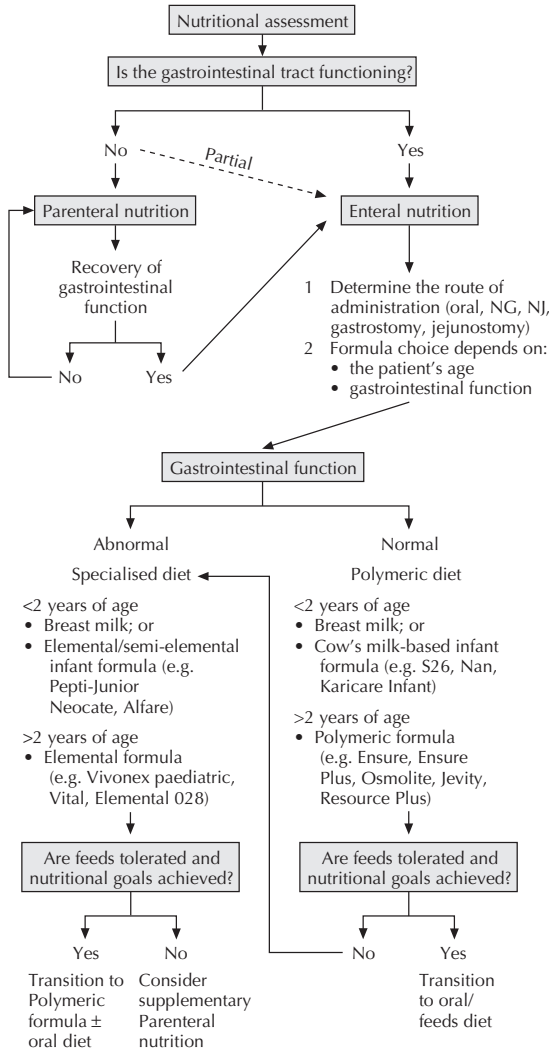 Nutritional assessment
Is the gastrointestinal tract functioning?
No
Partial
Yes
Parenteral nutrition
Enteral nutrition
Recovery of
gastrointestinal
function
No
Yes
1 Determine the route of
administration (oral, NG, NJ,
gastrostomy, jejunostomy)
2 Formula choice depends on:
• the patient's age
• gastrointestinal function
Gastrointestinal function
Abnormal
Specialised diet
<2 years of age
• Breast milk; or
• Elemental/semi-elemental
infant formula (e.g.
Pepti-Junior
Neocate, Alfare)
>2 years of age
• Elemental formula
(e.g. Vivonex paediatric,
Vital, Elemental 028)
Are feeds tolerated and
nutritional goals achieved?
Yes
Transition to
Polymeric
formula ±
oral diet
No
Consider
supplementary
Parenteral
nutrition
Normal
Polymeric diet
<2 years of age
• Breast milk; or
• Cow's milk-based infant
formula (e.g. S26, Nan,
Karicare Infant)
>2 years of age
• Polymeric formula
(e.g. Ensure, Ensure
Plus, Osmolite, Jevity,
Resource Plus)
Are feeds tolerated and
nutritional goals achieved?
No
Yes
Transition
to oral/
feeds diet